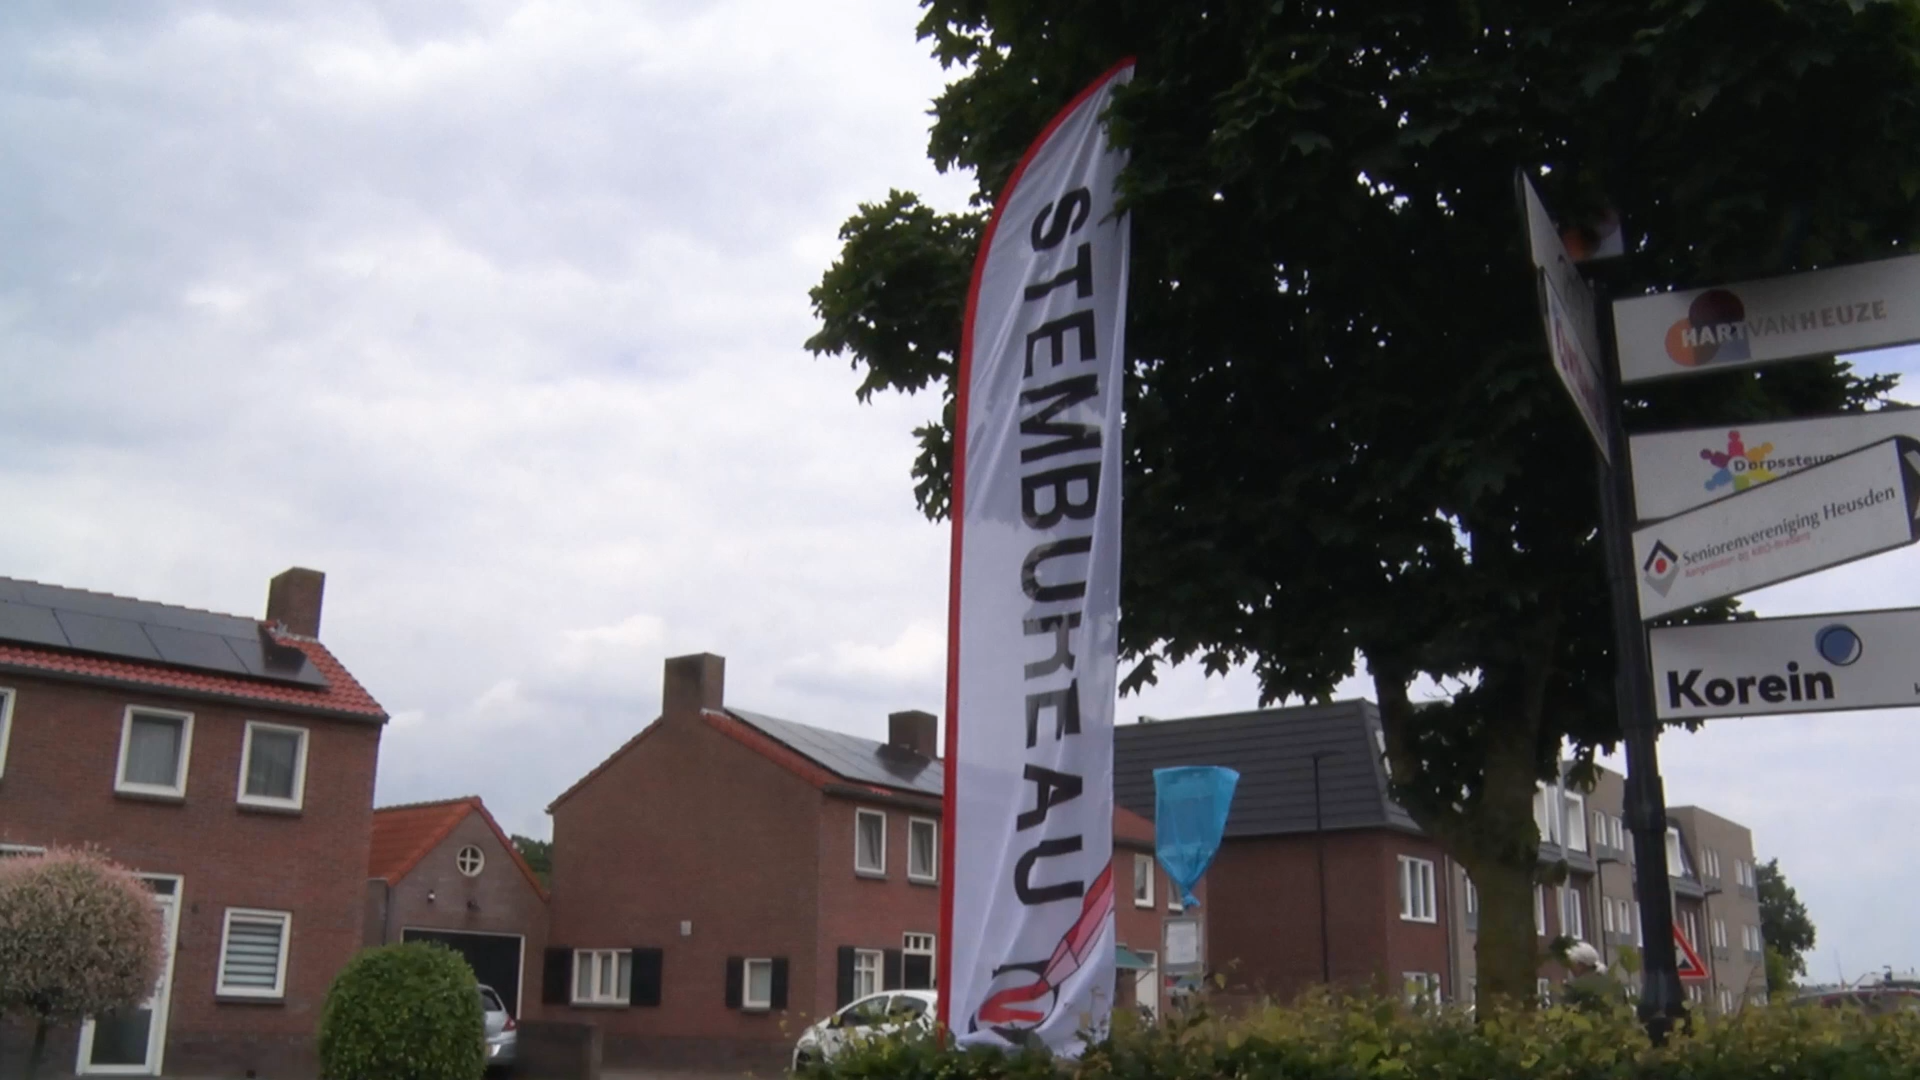 STEMBUREAU
HARTVANHEUZE
Seniorenvereniging Heusden
Korein